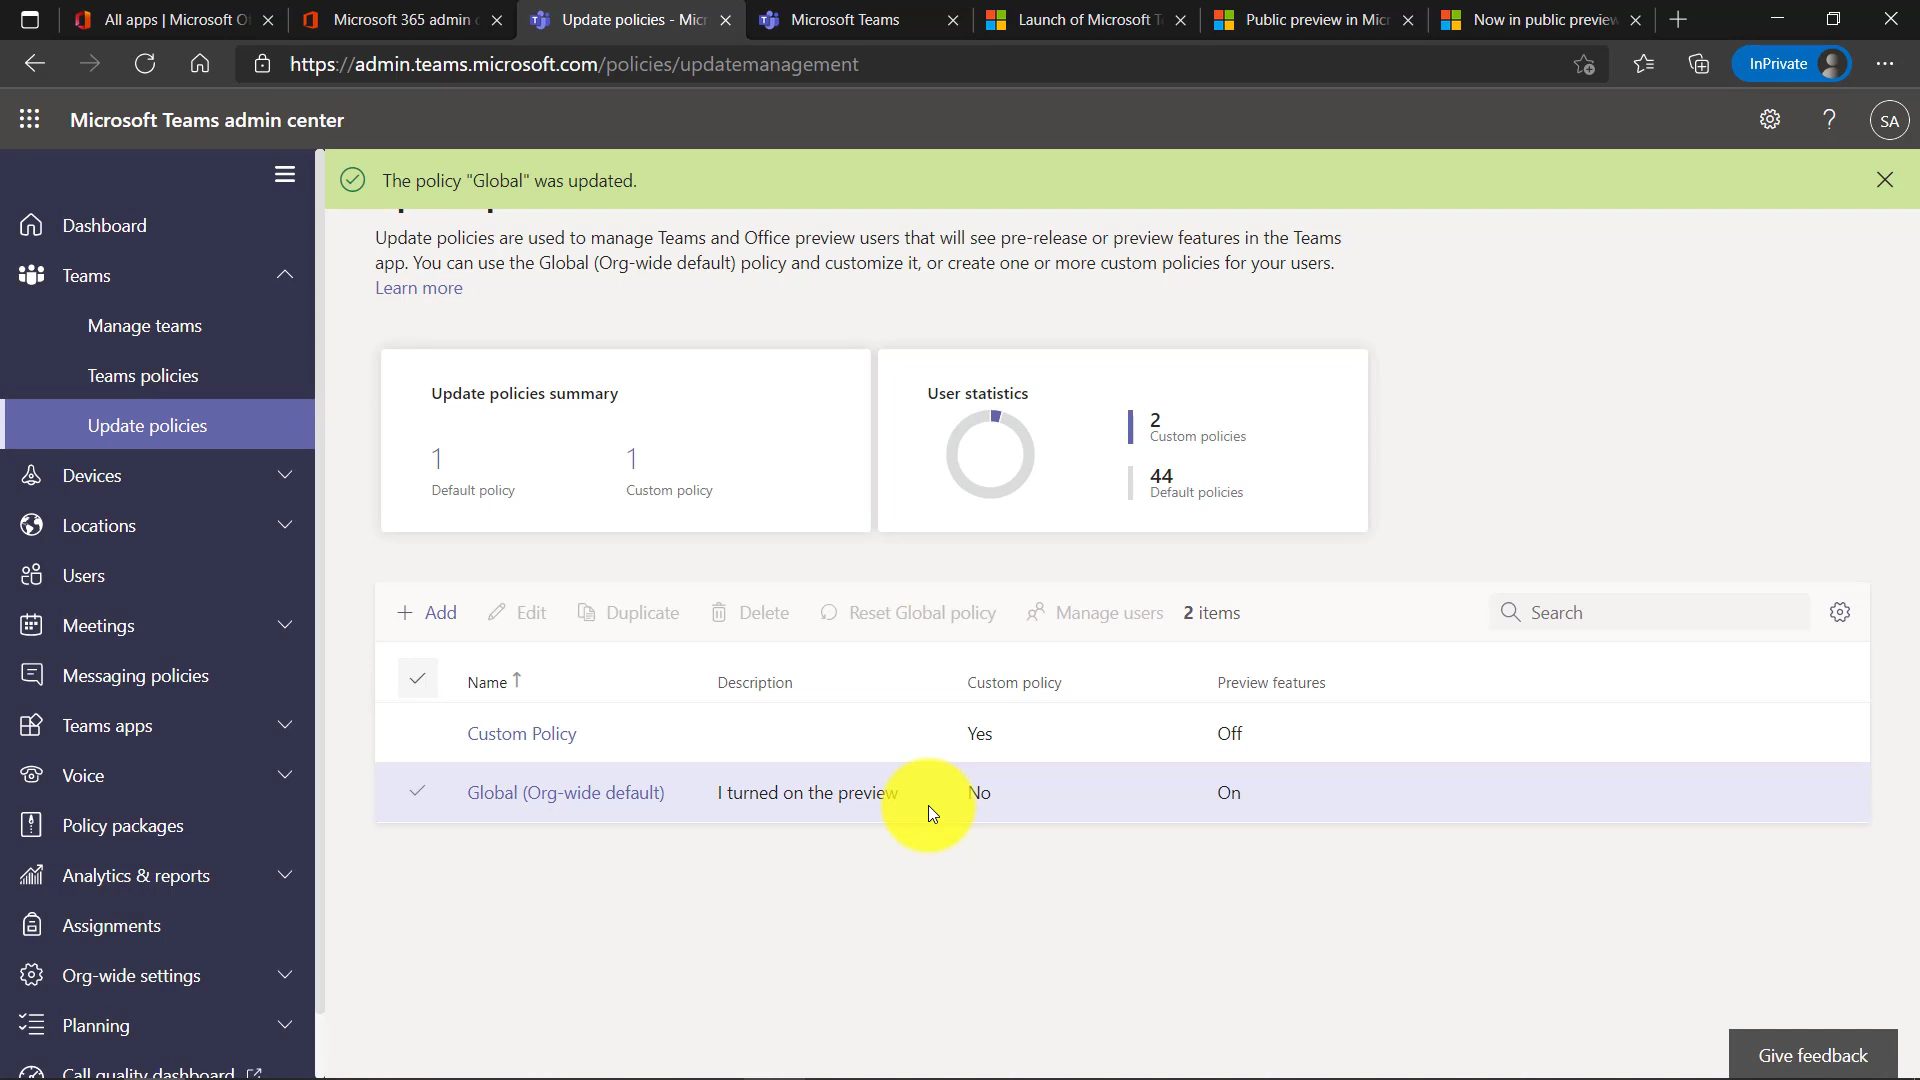 All apps | Microsoft O
Microsoft 365 admin c
Update policies - Micr
Microsoft Teams
Launch of Microsoft T
Public preview in Micr
Now in public preview
https://admin.teams.microsoft.com/policies/updatemanagement
InPrivate
Microsoft Teams admin center
?
SA
The policy "Global" was updated.
Update policies are used to manage Teams and Office preview users that will see pre-release or preview features in the Teams
app. You can use the Global (Org-wide default) policy and customize it, or create one or more custom policies for your users.
Learn more
Dashboard
Teams
Manage teams
Teams policies
Update policies
Devices
Locations
Users
Meetings
Messaging policies
Teams apps
Voice
Policy packages
Analytics & reports
Assignments
Org-wide settings
Planning
Call quality dashboard
Update policies summary
1
Default policy
1
Custom policy
User statistics
2
Custom policies
44
Default policies
Add
Edit
Duplicate
Delete
Reset Global policy
Manage users
2 items
Search
Name Description Custom policy Preview features
Custom Policy Yes Off
Global (Org-wide default) I turned on the preview No On
Give feedback